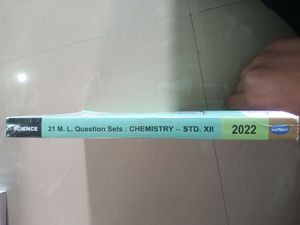 SCIENCE
21 M. L. Question Sets : CHEMISTRY – STD. XII
2022